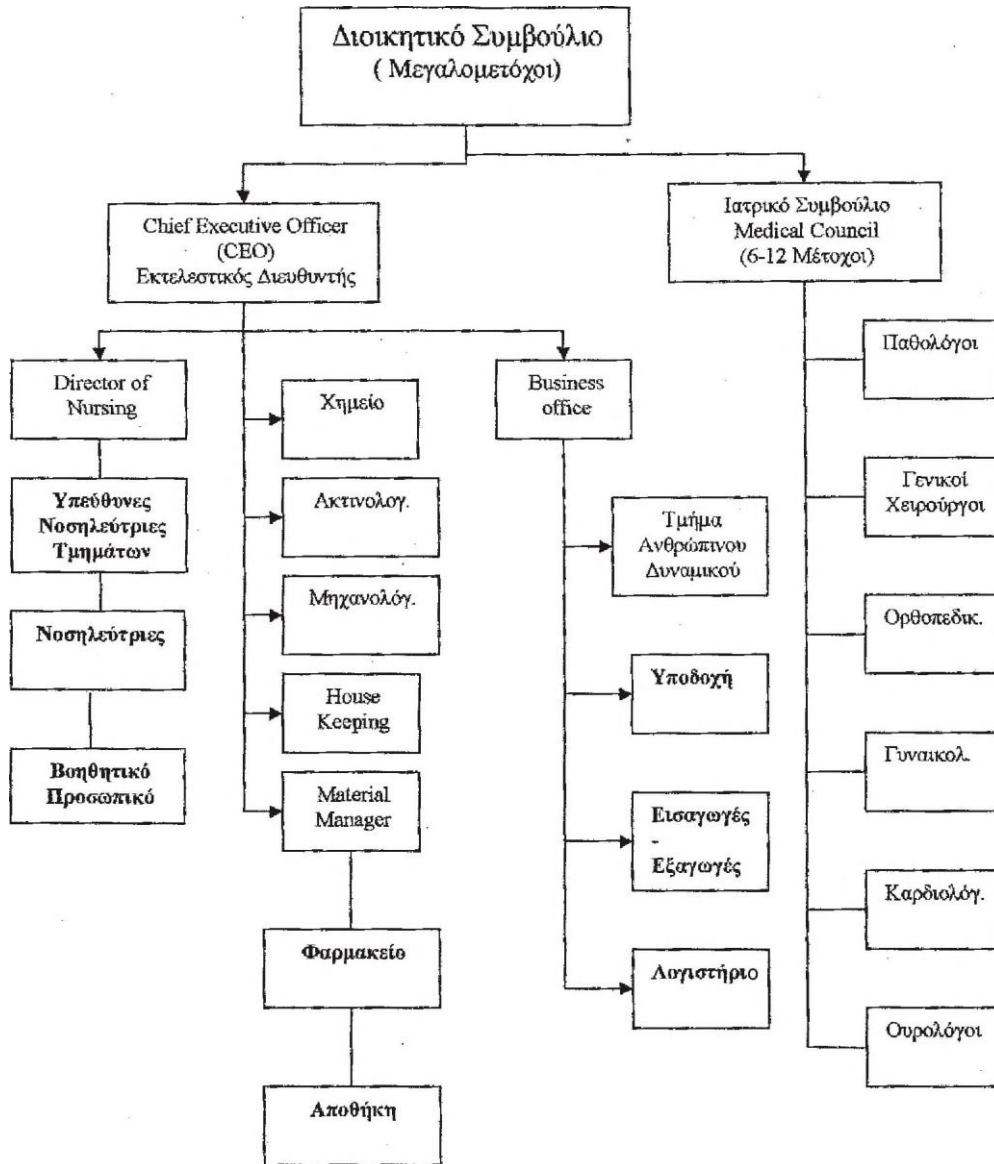 Διοικητικό Συμβούλιο
( Μεγαλομετόχοι)
Chief Executive Officer
(CEO)
Εκτελεστικός Διευθυντής
Ιατρικό Συμβούλιο
Medical Council
(6-12 Μέτοχοι)
Director of
Nursing
Υπεύθυνες
Νοσηλεύτριες
Τμημάτων
Νοσηλεύτριες
Βοηθητικό
Προσωπικό
Χημείο
Ακτινολογ.
Μηχανολόγ.
House
Keeping
Material
Manager
Φαρμακείο
Αποθήκη
Business
office
Τμήμα
Ανθρώπινου
Δυναμικού
Υποδοχή
Εισαγωγές
-
Εξαγωγές
Λογιστήριο
Παθολόγοι
Γενικοί
Χειρούργοι
Ορθοπεδικ.
Γυναικολ.
Καρδιολόγ.
Ουρολόγοι